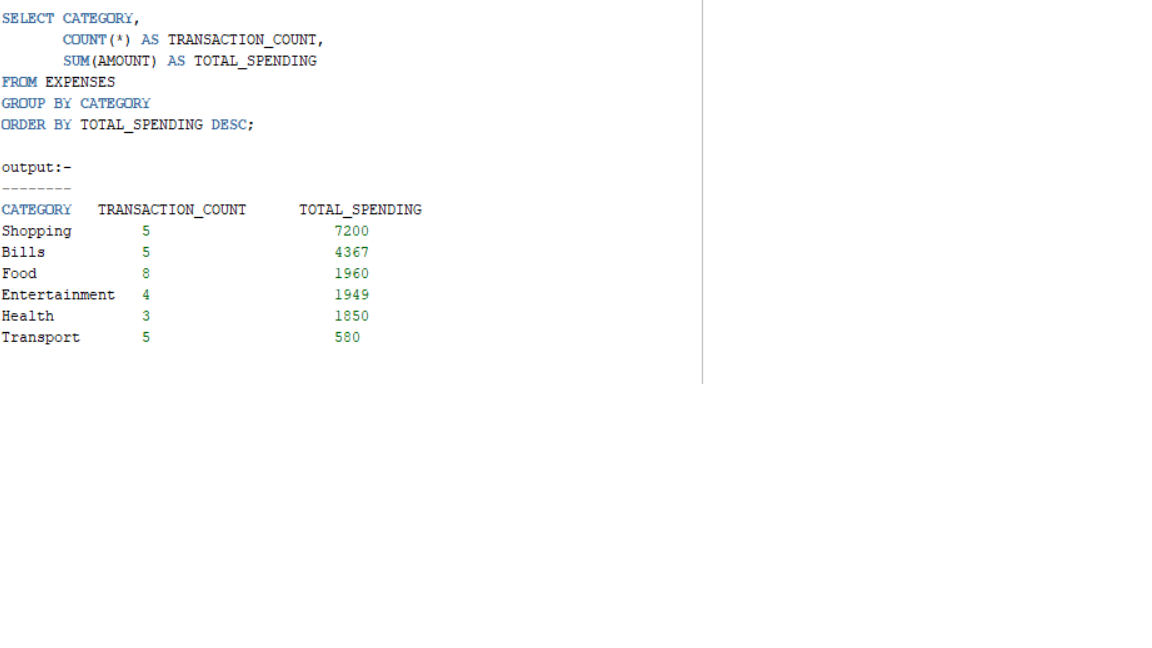 SELECT CATEGORY,
       COUNT(*) AS TRANSACTION_COUNT,
       SUM(AMOUNT) AS TOTAL_SPENDING
FROM EXPENSES
GROUP BY CATEGORY
ORDER BY TOTAL_SPENDING DESC;

output:-
--------
CATEGORY   TRANSACTION_COUNT      TOTAL_SPENDING
Shopping        5                     7200
Bills           5                     4367
Food            8                     1960
Entertainment   4                     1949
Health          3                     1850
Transport       5                     580